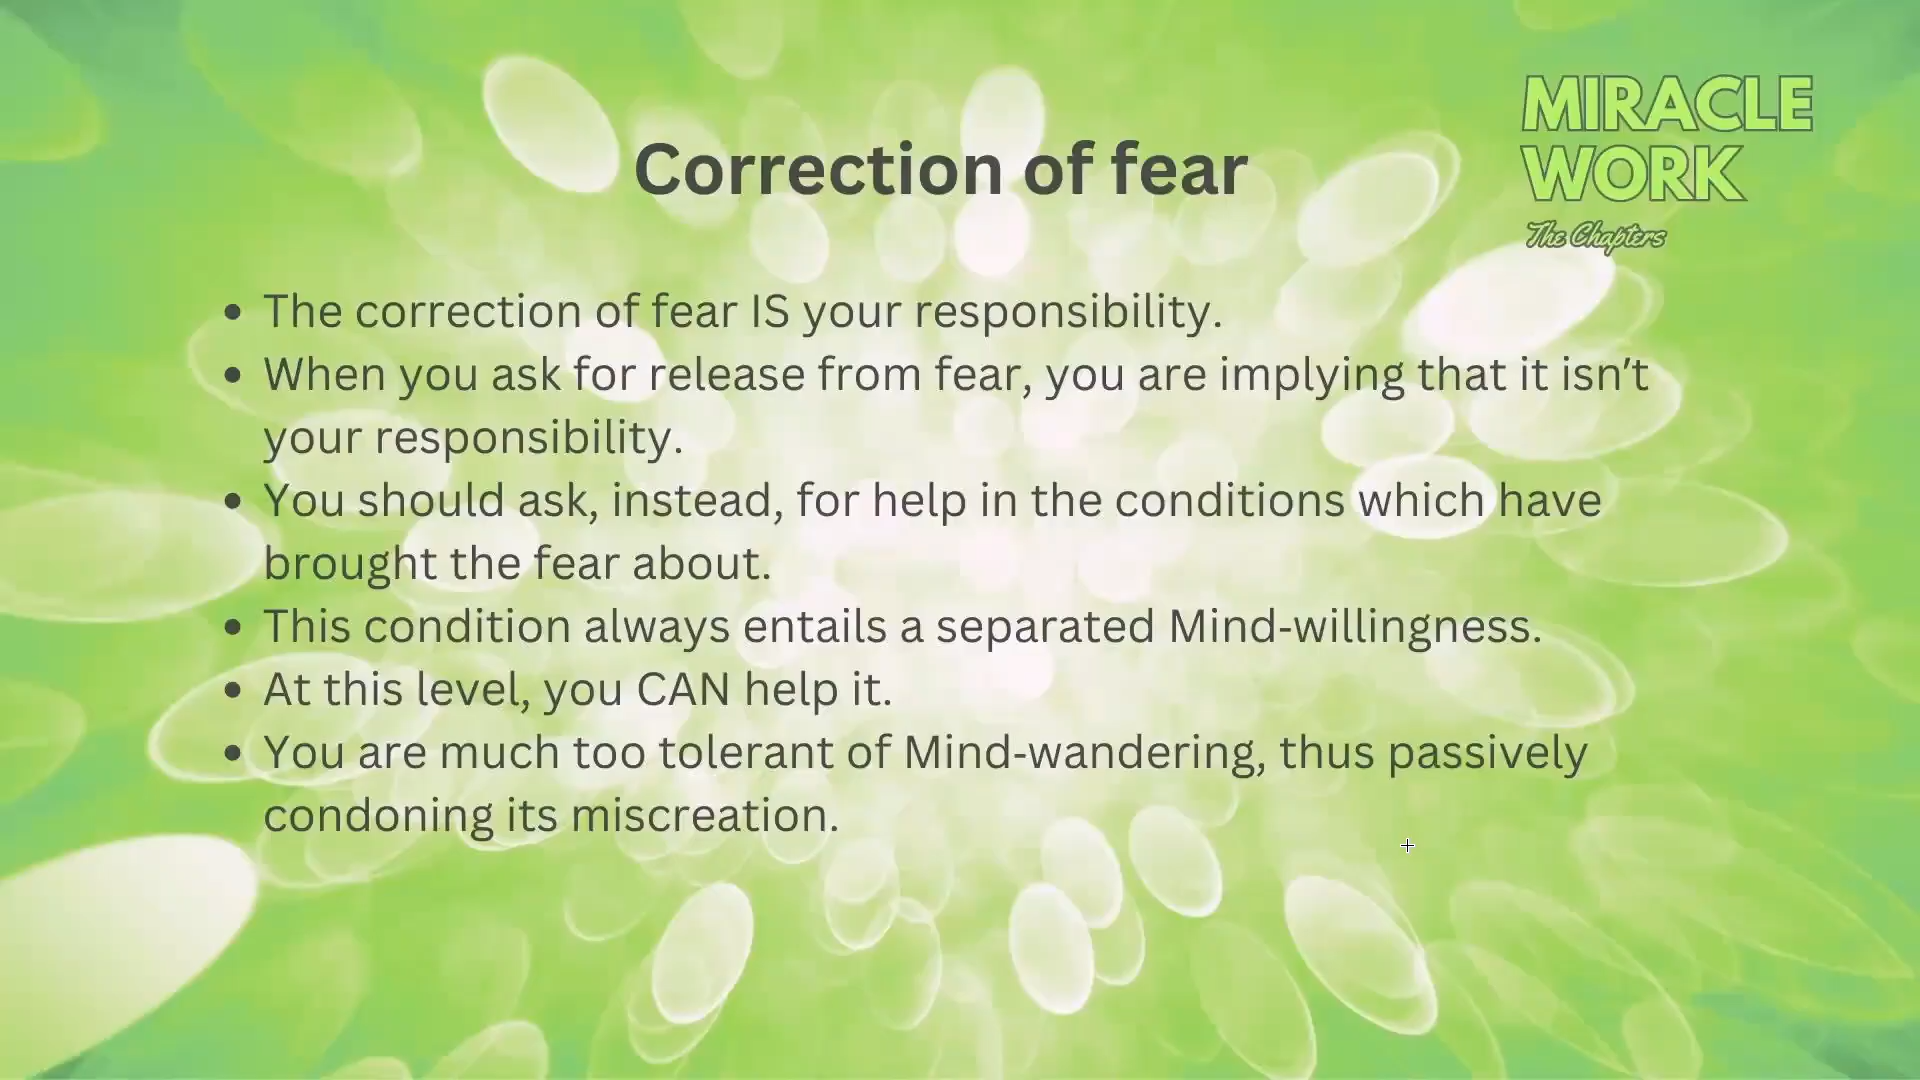 MIRACLE
WORK
The Chapters
Correction of fear
• The correction of fear IS your responsibility.
• When you ask for release from fear, you are implying that it isn't
your responsibility.
• You should ask, instead, for help in the conditions which have
brought the fear about.
• This condition always entails a separated Mind-willingness.
• At this level, you CAN help it.
• You are much too tolerant of Mind-wandering, thus passively
condoning its miscreation.